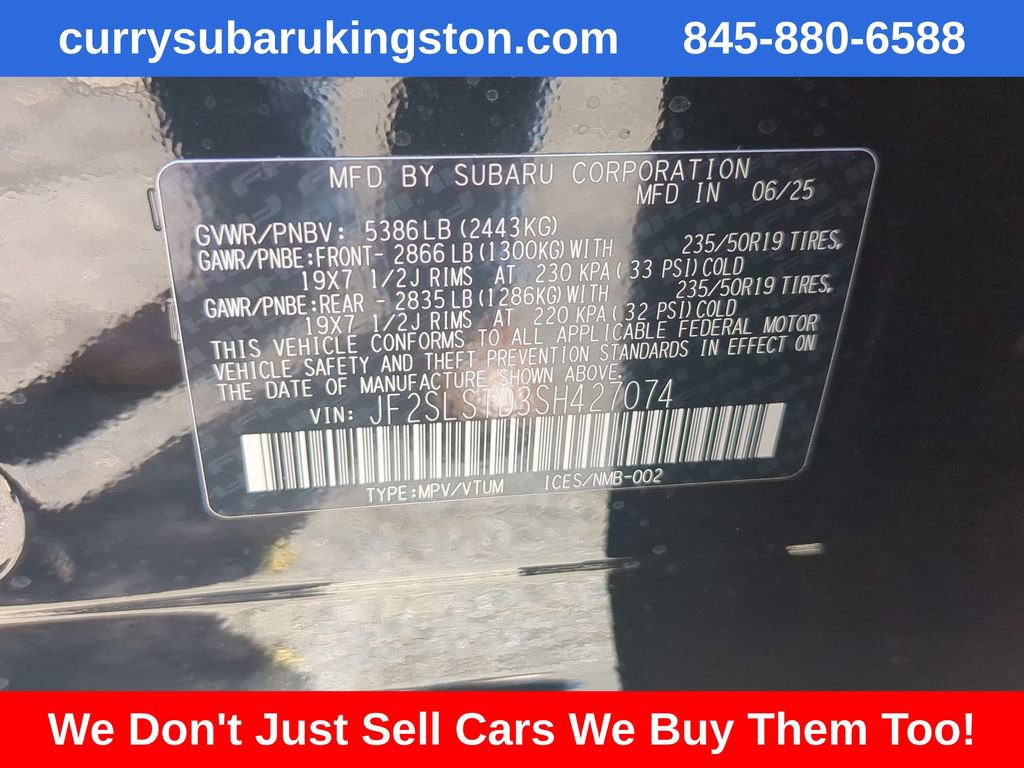 currysubarukingston.com 845-880-6588
MFD BY SUBARU CORPORATION
MFD IN 06/25
GVWR/PNBV: 5386LB(2443KG)
GAWR/PNBE:FRONT- 2866LB(1300KG)WITH 235/50R19 TIRES,
19X7 1/2J RIMS AT 230 KPA(33 PSI)COLD
GAWR/PNBE:REAR - 2835LB(1286KG)WITH 235/50R19 TIRES,
19X7 1/2J RIMS AT 220 KPA(32 PSI)COLD
THIS VEHICLE CONFORMS TO ALL APPLICABLE FEDERAL MOTOR
VEHICLE SAFETY AND THEFT PREVENTION STANDARDS IN EFFECT ON
THE DATE OF MANUFACTURE SHOWN ABOVE.
VIN: JF2SLSTD3SH427074
TYPE:MPV/VTUM ICES/NMB-002
We Don't Just Sell Cars We Buy Them Too!